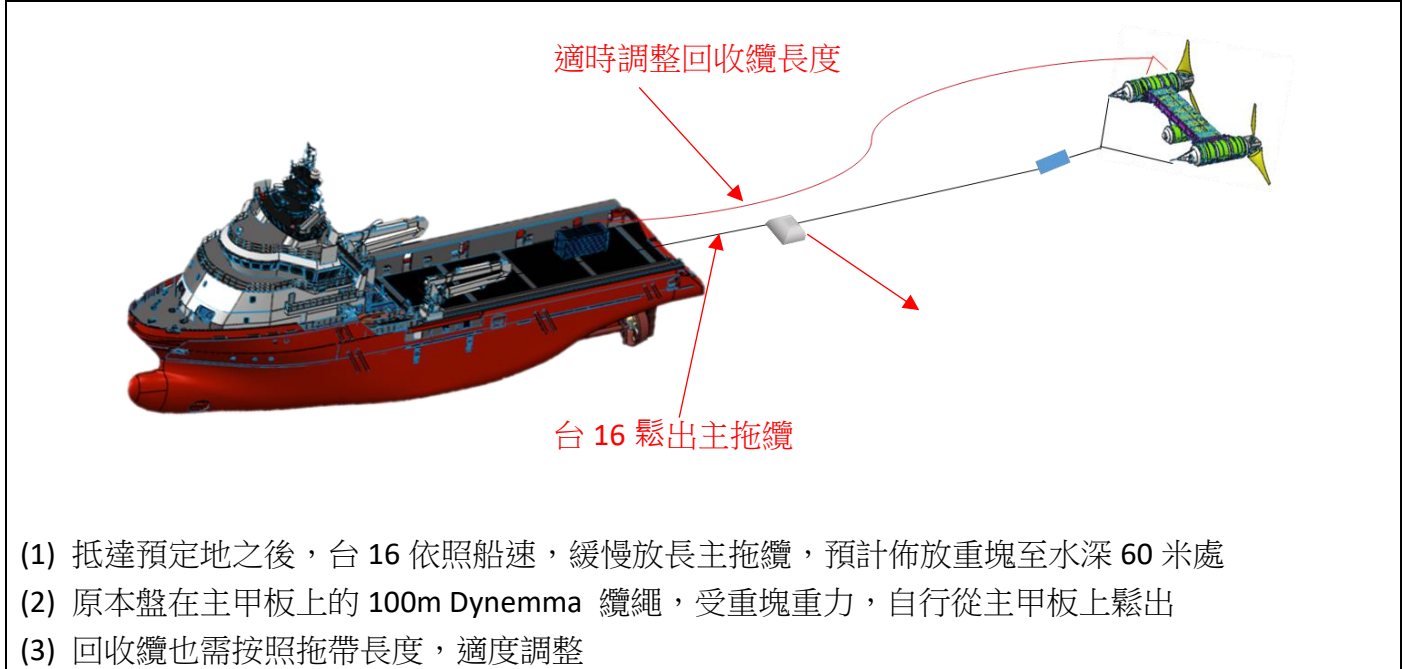 適時調整回收纜長度
台 16 鬆出主拖纜
(1) 抵達預定地之後，台 16 依照船速，緩慢放長主拖纜，預計佈放重塊至水深 60 米處
(2) 原本盤在主甲板上的 100m Dynemma 纜繩，受重塊重力，自行從主甲板上鬆出
(3) 回收纜也需按照拖帶長度，適度調整